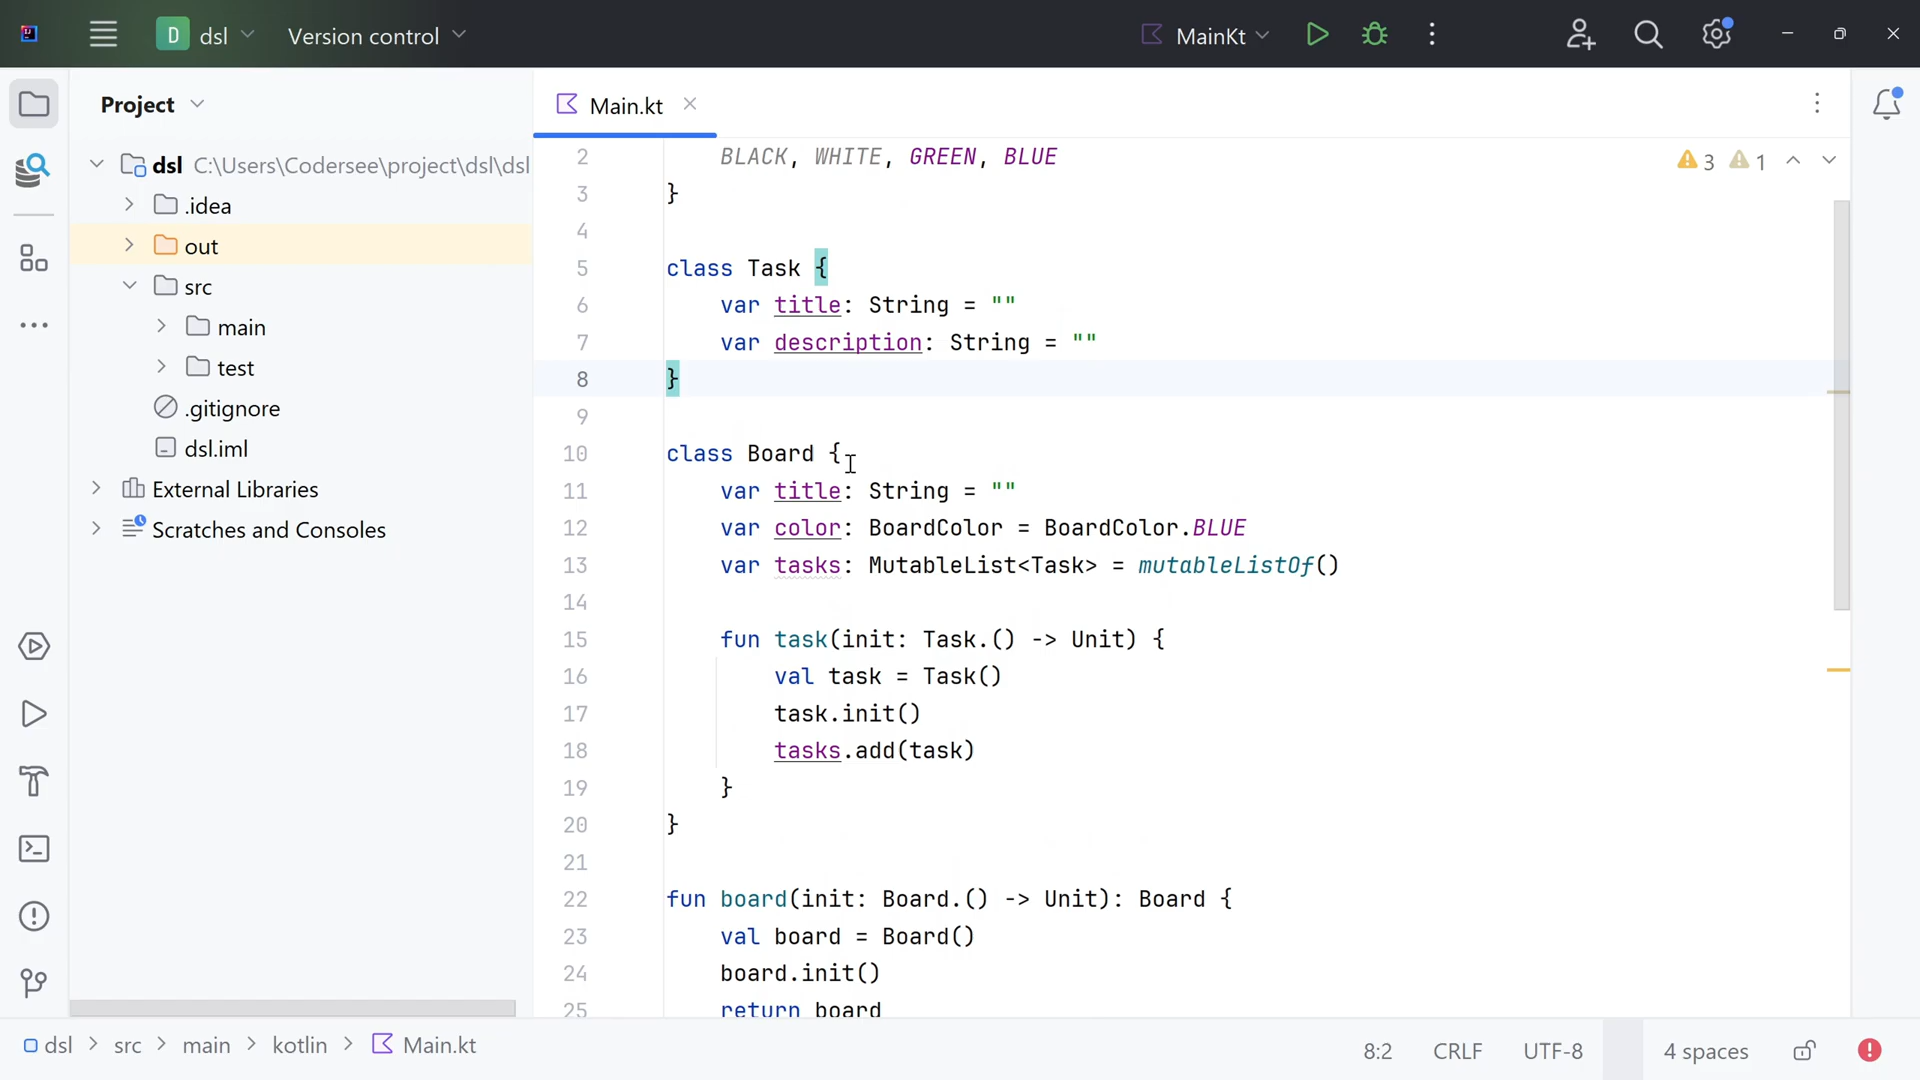 D dsl Version control MainKt
Project
Main.kt
dsl C:\Users\Codersee\project\dsl\dsl
.idea
out
src
main
test
.gitignore
dsl.iml
External Libraries
Scratches and Consoles
3 1
2 BLACK, WHITE, GREEN, BLUE
3 }
4
5 class Task {
6 var title: String = ""
7 var description: String = ""
8 }
9
10 class Board {
11 var title: String = ""
12 var color: BoardColor = BoardColor.BLUE
13 var tasks: MutableList<Task> = mutableListOf()
14
15 fun task(init: Task.() -> Unit) {
16 val task = Task()
17 task.init()
18 tasks.add(task)
19 }
20 }
21
22 fun board(init: Board.() -> Unit): Board {
23 val board = Board()
24 board.init()
25 return board
dsl > src > main > kotlin > Main.kt
8:2 CRLF UTF-8 4 spaces